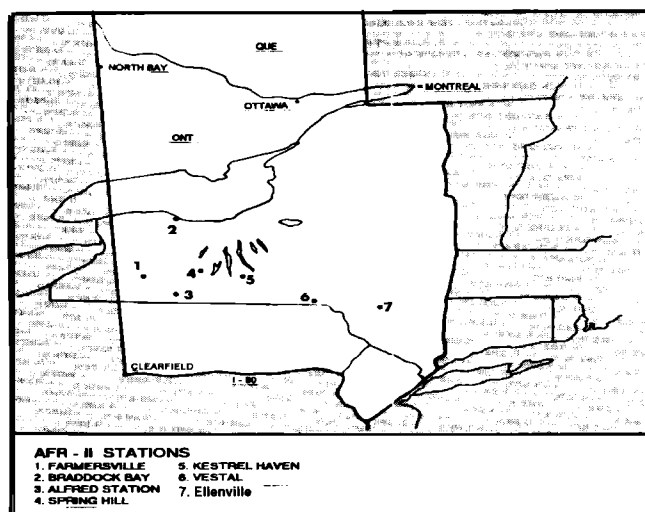 QUE
NORTH BAY
MONTREAL
OTTAWA
ONT
2
1
4
5
3
6
7
CLEARFIELD
I - 80
AFR - II STATIONS
1. FARMERSVILLE 5. KESTREL HAVEN
2. BRADDOCK BAY 6. VESTAL
3. ALFRED STATION 7. Ellenville
4. SPRING HILL